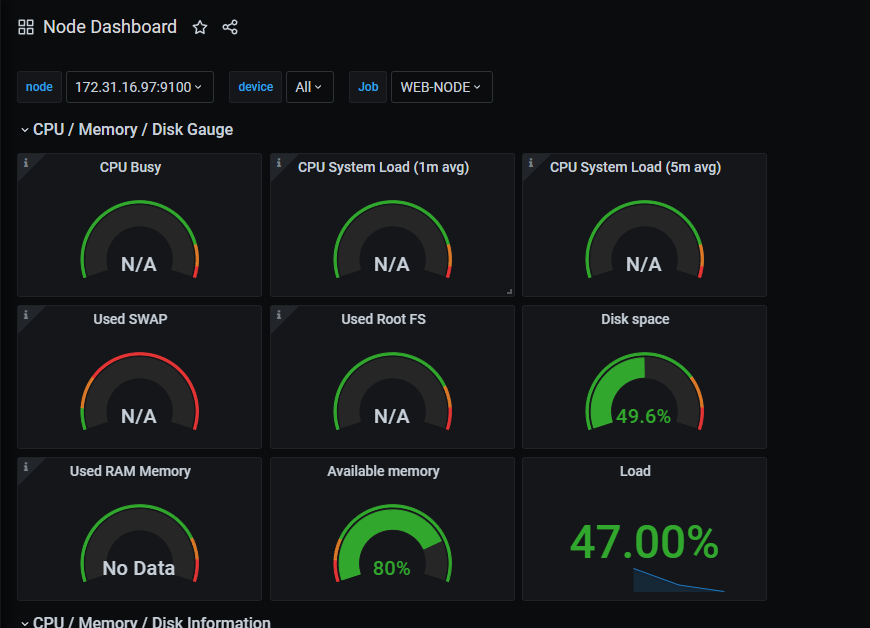 Node Dashboard
node 172.31.16.97:9100 device All Job WEB-NODE
CPU / Memory / Disk Gauge
CPU Busy
N/A
CPU System Load (1m avg)
N/A
CPU System Load (5m avg)
N/A
Used SWAP
N/A
Used Root FS
N/A
Disk space
49.6%
Used RAM Memory
No Data
Available memory
80%
Load
47.00%
CPU / Memory / Disk Information